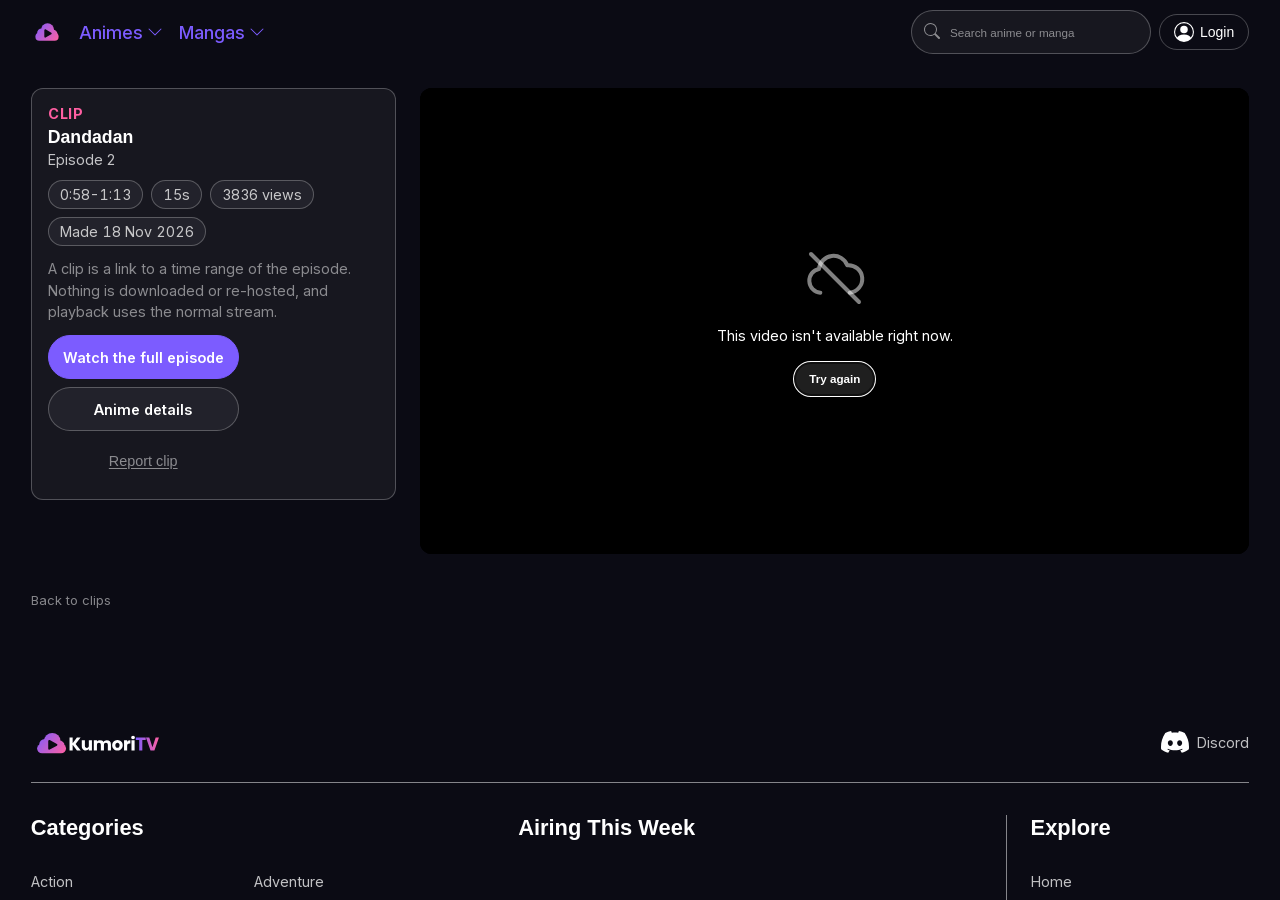 Animes Mangas
Search anime or manga
Login
CLIP
Dandadan
Episode 2
0:58-1:13 15s 3836 views
Made 18 Nov 2026
A clip is a link to a time range of the episode.
Nothing is downloaded or re-hosted, and
playback uses the normal stream.
Watch the full episode
Anime details
Report clip
This video isn't available right now.
Try again
Back to clips
KumoriTV
Discord
Categories
Airing This Week
Explore
Action Adventure
Home